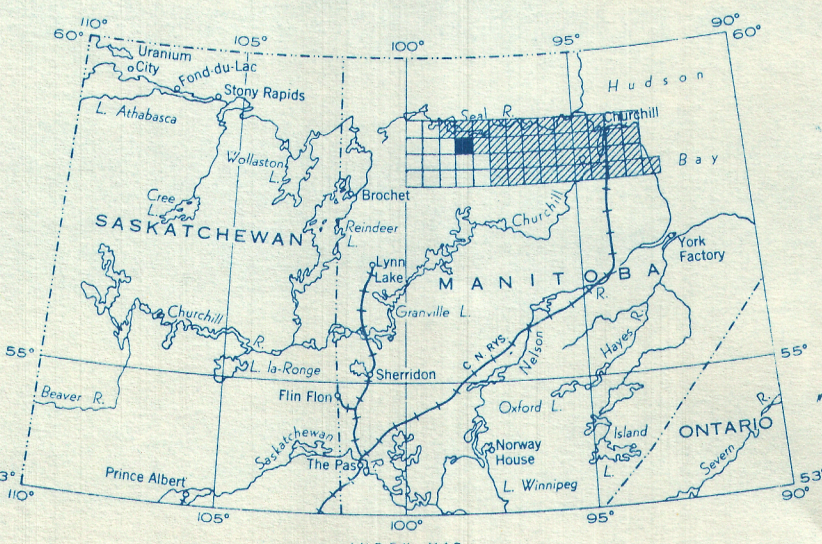 110°
105°
100°
95°
90°
60°
60°
Uranium
City
Fond-du-Lac
Stony Rapids
L. Athabasca
Hudson
Seal R.
Churchill
Bay
Wollaston
L.
Cree
L.
Brochet
SASKATCHEWAN
Reindeer
L.
Churchill
York
Factory
Lynn
Lake
MANITOBA
R.
Churchill
R.
Granville L.
C N RYS
Nelson
Hayes R.
55°
55°
L. la-Ronge
Sherridon
Beaver R.
Flin Flon
Oxford L.
Island
L.
ONTARIO
Severn R.
Saskatchewan
R.
The Pas
Norway
House
Prince Albert
L. Winnipeg
3°
110°
105°
100°
95°
90°
53°